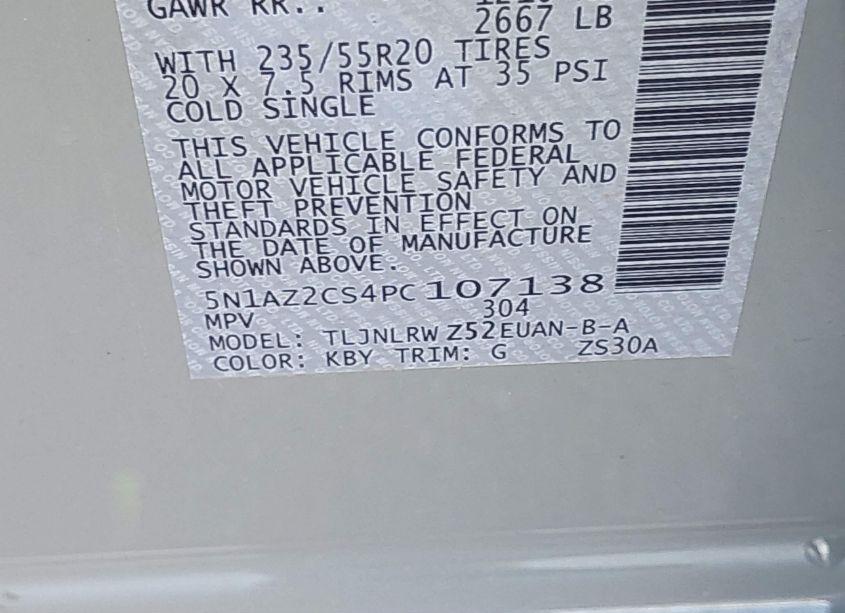 GAWR RR..
2667 LB
WITH 235/55R20 TIRES
20 X 7.5 RIMS AT 35 PSI
COLD SINGLE
THIS VEHICLE CONFORMS TO
ALL APPLICABLE FEDERAL
MOTOR VEHICLE SAFETY AND
THEFT PREVENTION
STANDARDS IN EFFECT ON
THE DATE OF MANUFACTURE
SHOWN ABOVE.
5N1AZ2CS4PC107138
MPV 304
MODEL: TLJNLRW Z52EUAN-B-A
COLOR: KBY TRIM: G ZS30A